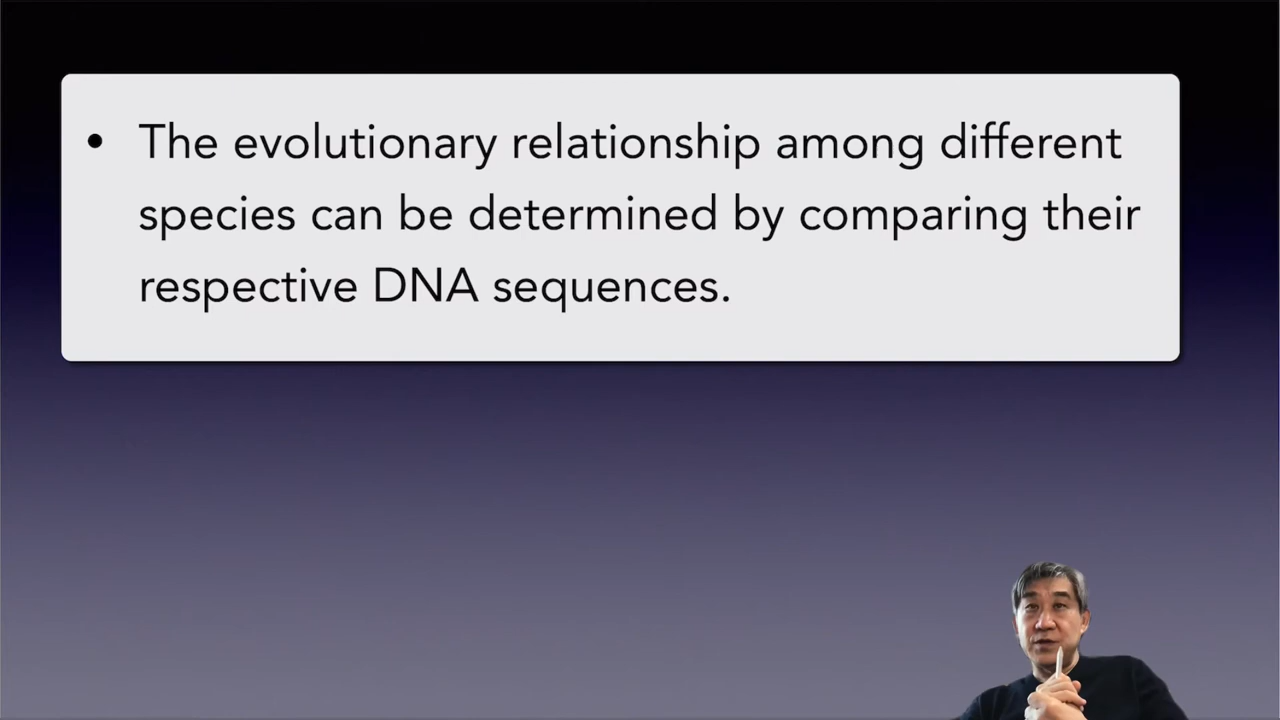 • The evolutionary relationship among different
species can be determined by comparing their
respective DNA sequences.